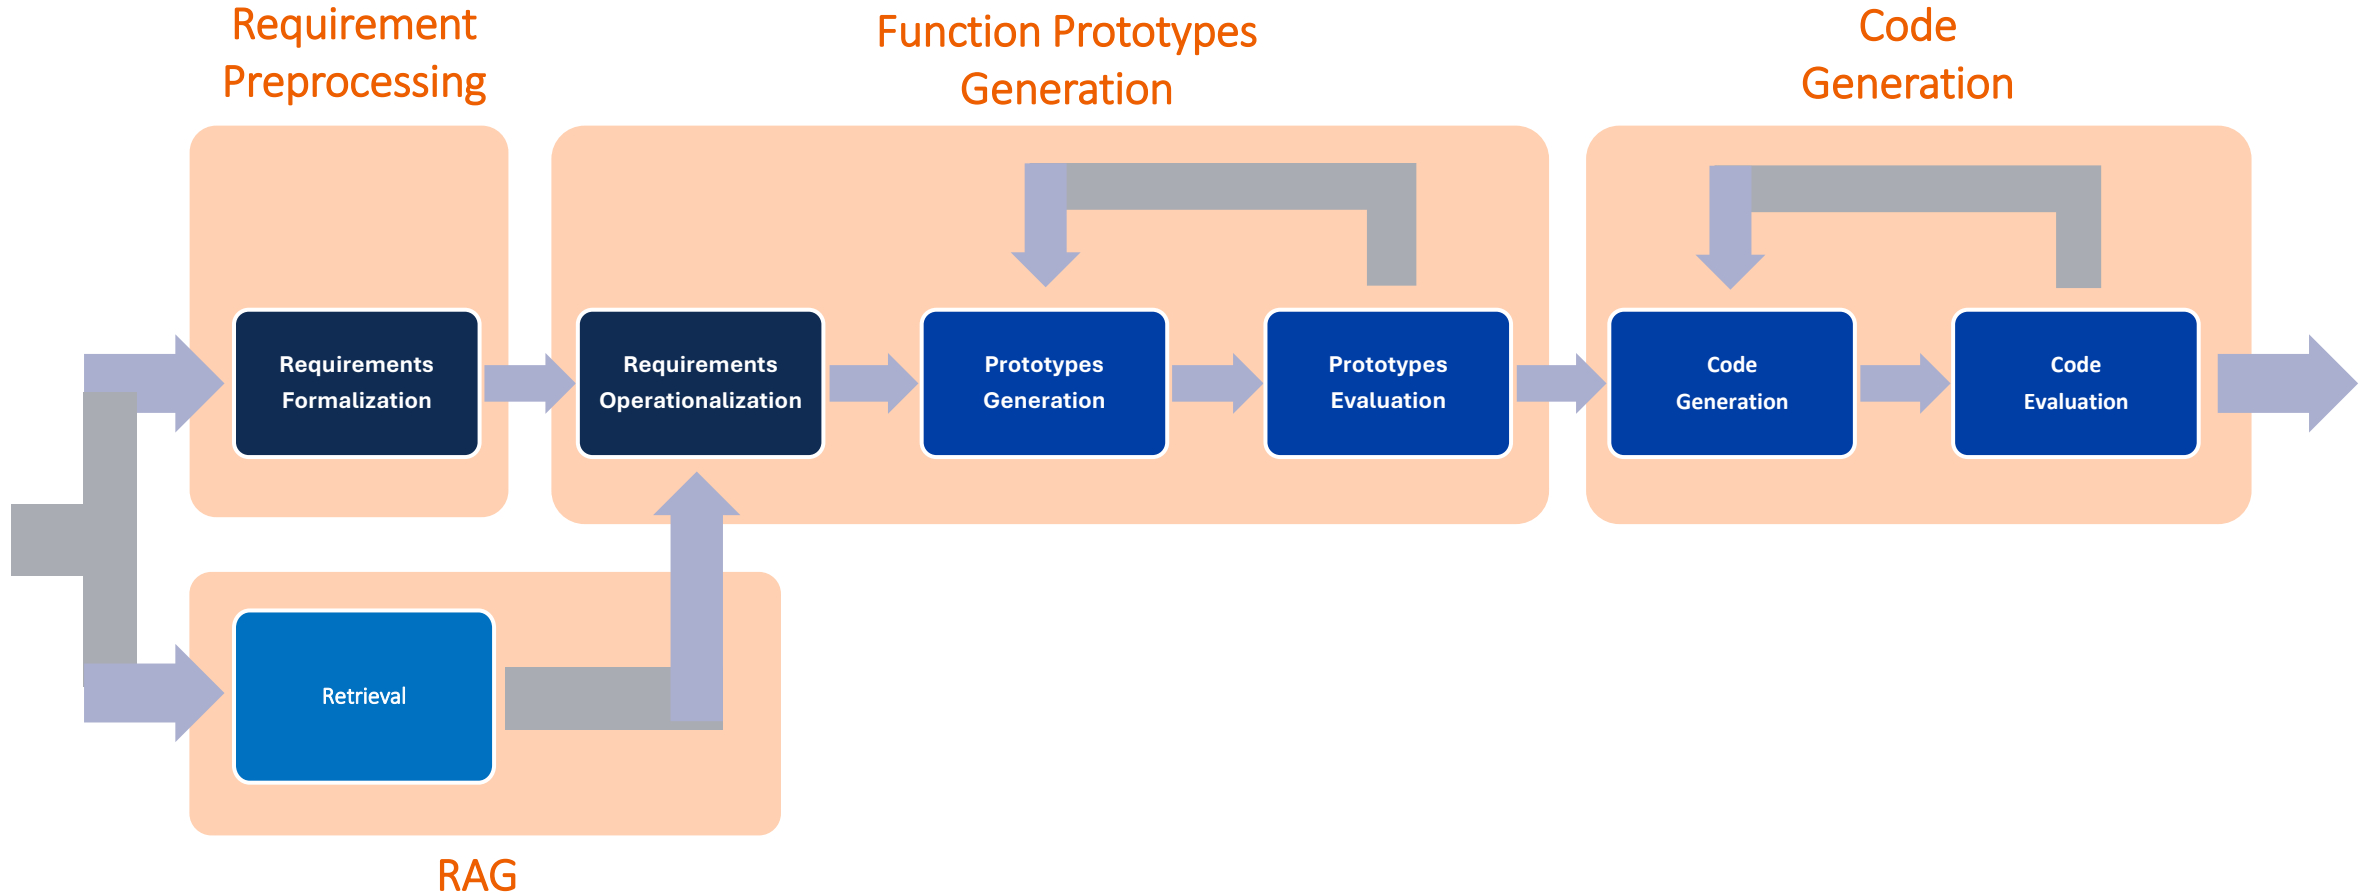 Requirement
Preprocessing
Function Prototypes
Generation
Code
Generation
Requirements
Formalization
Requirements
Operationalization
Prototypes
Generation
Prototypes
Evaluation
Code
Generation
Code
Evaluation
Retrieval
RAG